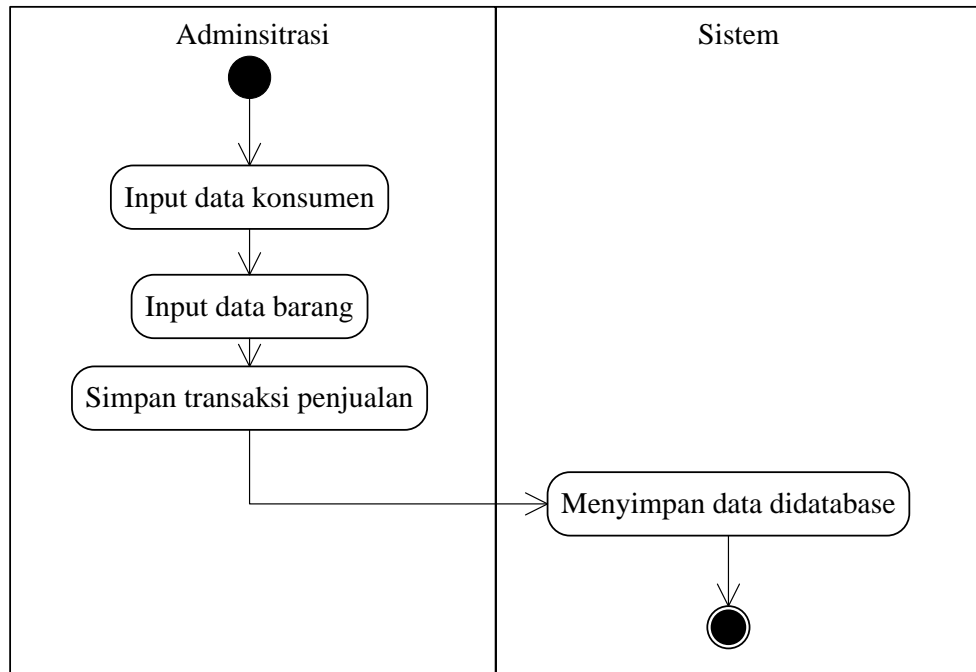 Adminsitrasi
Sistem
Input data konsumen
Input data barang
Simpan transaksi penjualan
Menyimpan data didatabase